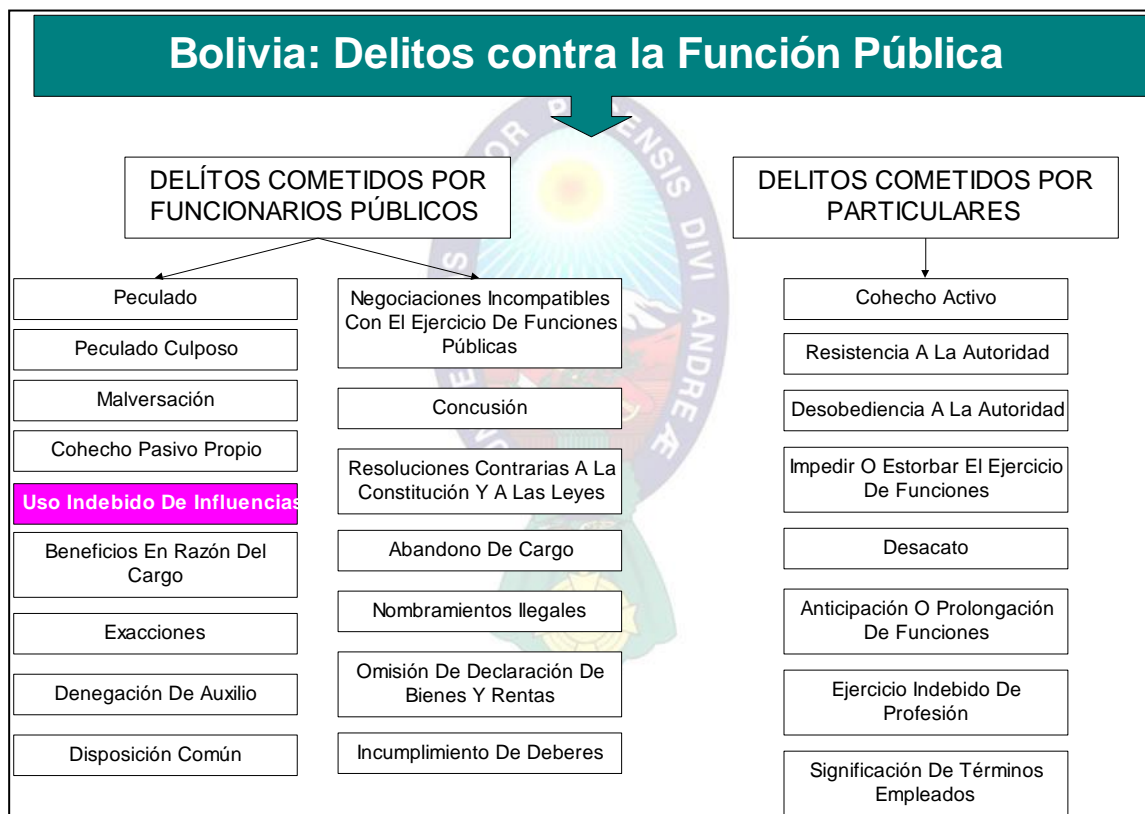 Bolivia: Delitos contra la Función Pública
DELÍTOS COMETIDOS POR
FUNCIONARIOS PÚBLICOS
Peculado
Peculado Culposo
Malversación
Cohecho Pasivo Propio
Uso Indebido De Influencias
Beneficios En Razón Del
Cargo
Exacciones
Denegación De Auxilio
Disposición Común
Negociaciones Incompatibles
Con El Ejercicio De Funciones
Públicas
Concusión
Resoluciones Contrarias A La
Constitución Y A Las Leyes
Abandono De Cargo
Nombramientos Ilegales
Omisión De Declaración De
Bienes Y Rentas
Incumplimiento De Deberes
DELITOS COMETIDOS POR
PARTICULARES
Cohecho Activo
Resistencia A La Autoridad
Desobediencia A La Autoridad
Impedir O Estorbar El Ejercicio
De Funciones
Desacato
Anticipación O Prolongación
De Funciones
Ejercicio Indebido De
Profesión
Significación De Términos
Empleados
DIVI ANDREÆ